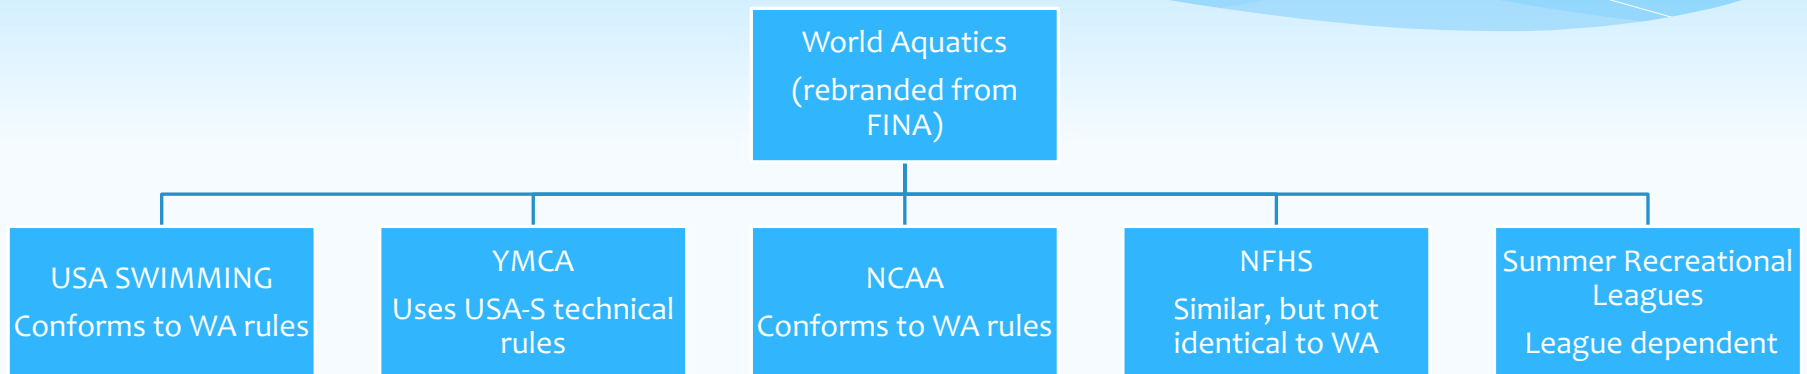 World Aquatics
(rebranded from
FINA)
USA SWIMMING
Conforms to WA rules
YMCA
Uses USA-S technical
rules
NCAA
Conforms to WA rules
NFHS
Similar, but not
identical to WA
Summer Recreational
Leagues
League dependent